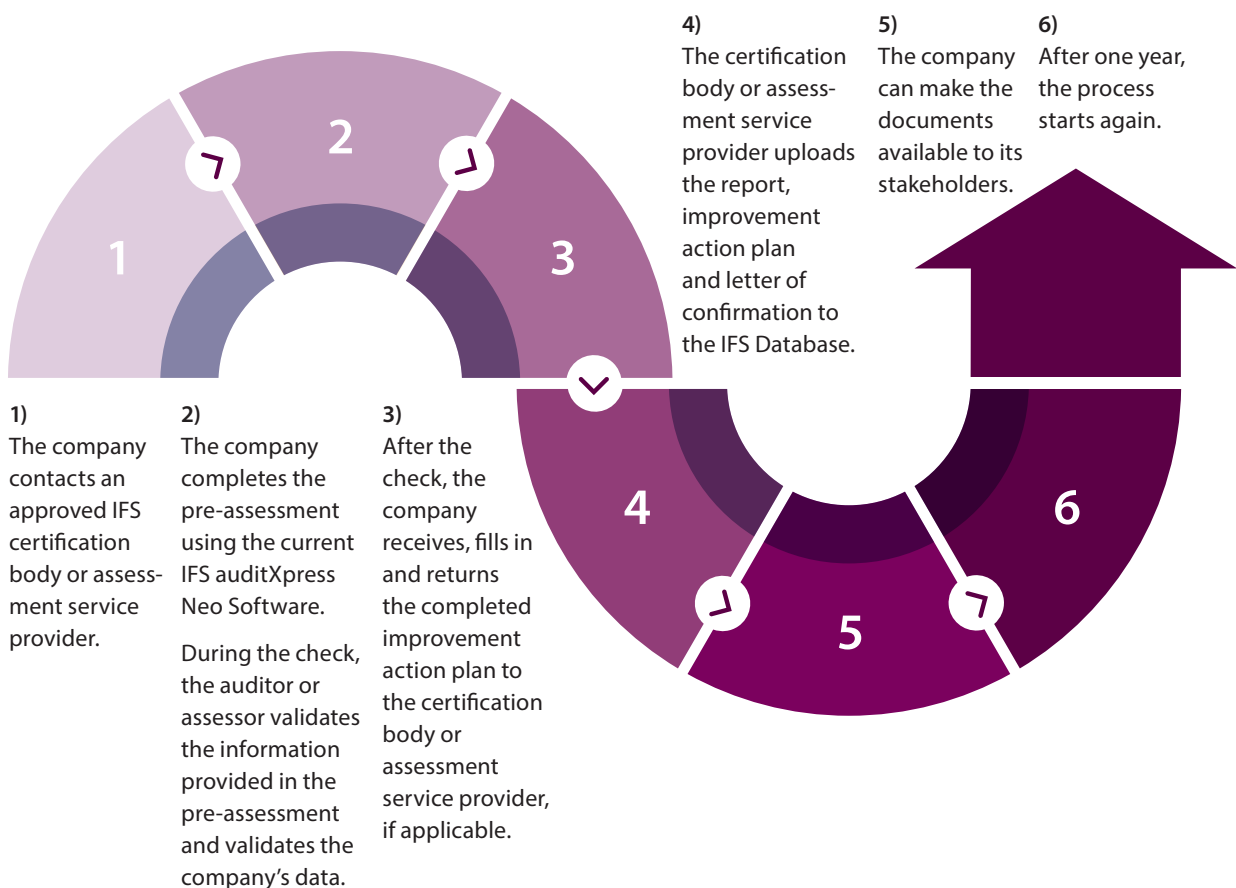 1
2
3
1)
The company
contacts an
approved IFS
certification
body or assess-
ment service
provider.
2)
The company
completes the
pre-assessment
using the current
IFS auditXpress
Neo Software.
During the check,
the auditor or
assessor validates
the information
provided in the
pre-assessment
and validates the
company’s data.
3)
After the
check, the
company
receives, fills in
and returns
the completed
improvement
action plan to
the certification
body or
assessment
service provider,
if applicable.
4)
The certification
body or assess-
ment service
provider uploads
the report,
improvement
action plan
and letter of
confirmation to
the IFS Database.
5)
The company
can make the
documents
available to its
stakeholders.
6)
After one year,
the process
starts again.
4
5
6